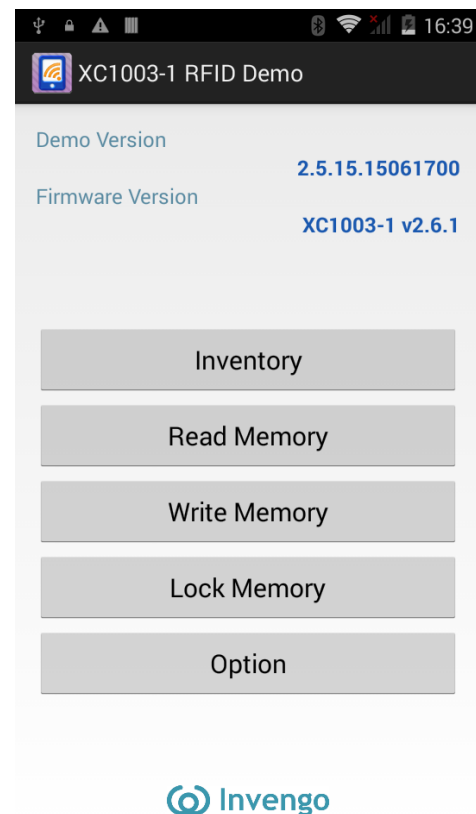 16:39
XC1003-1 RFID Demo
Demo Version
2.5.15.15061700
Firmware Version
XC1003-1 v2.6.1
Inventory
Read Memory
Write Memory
Lock Memory
Option
Invengo